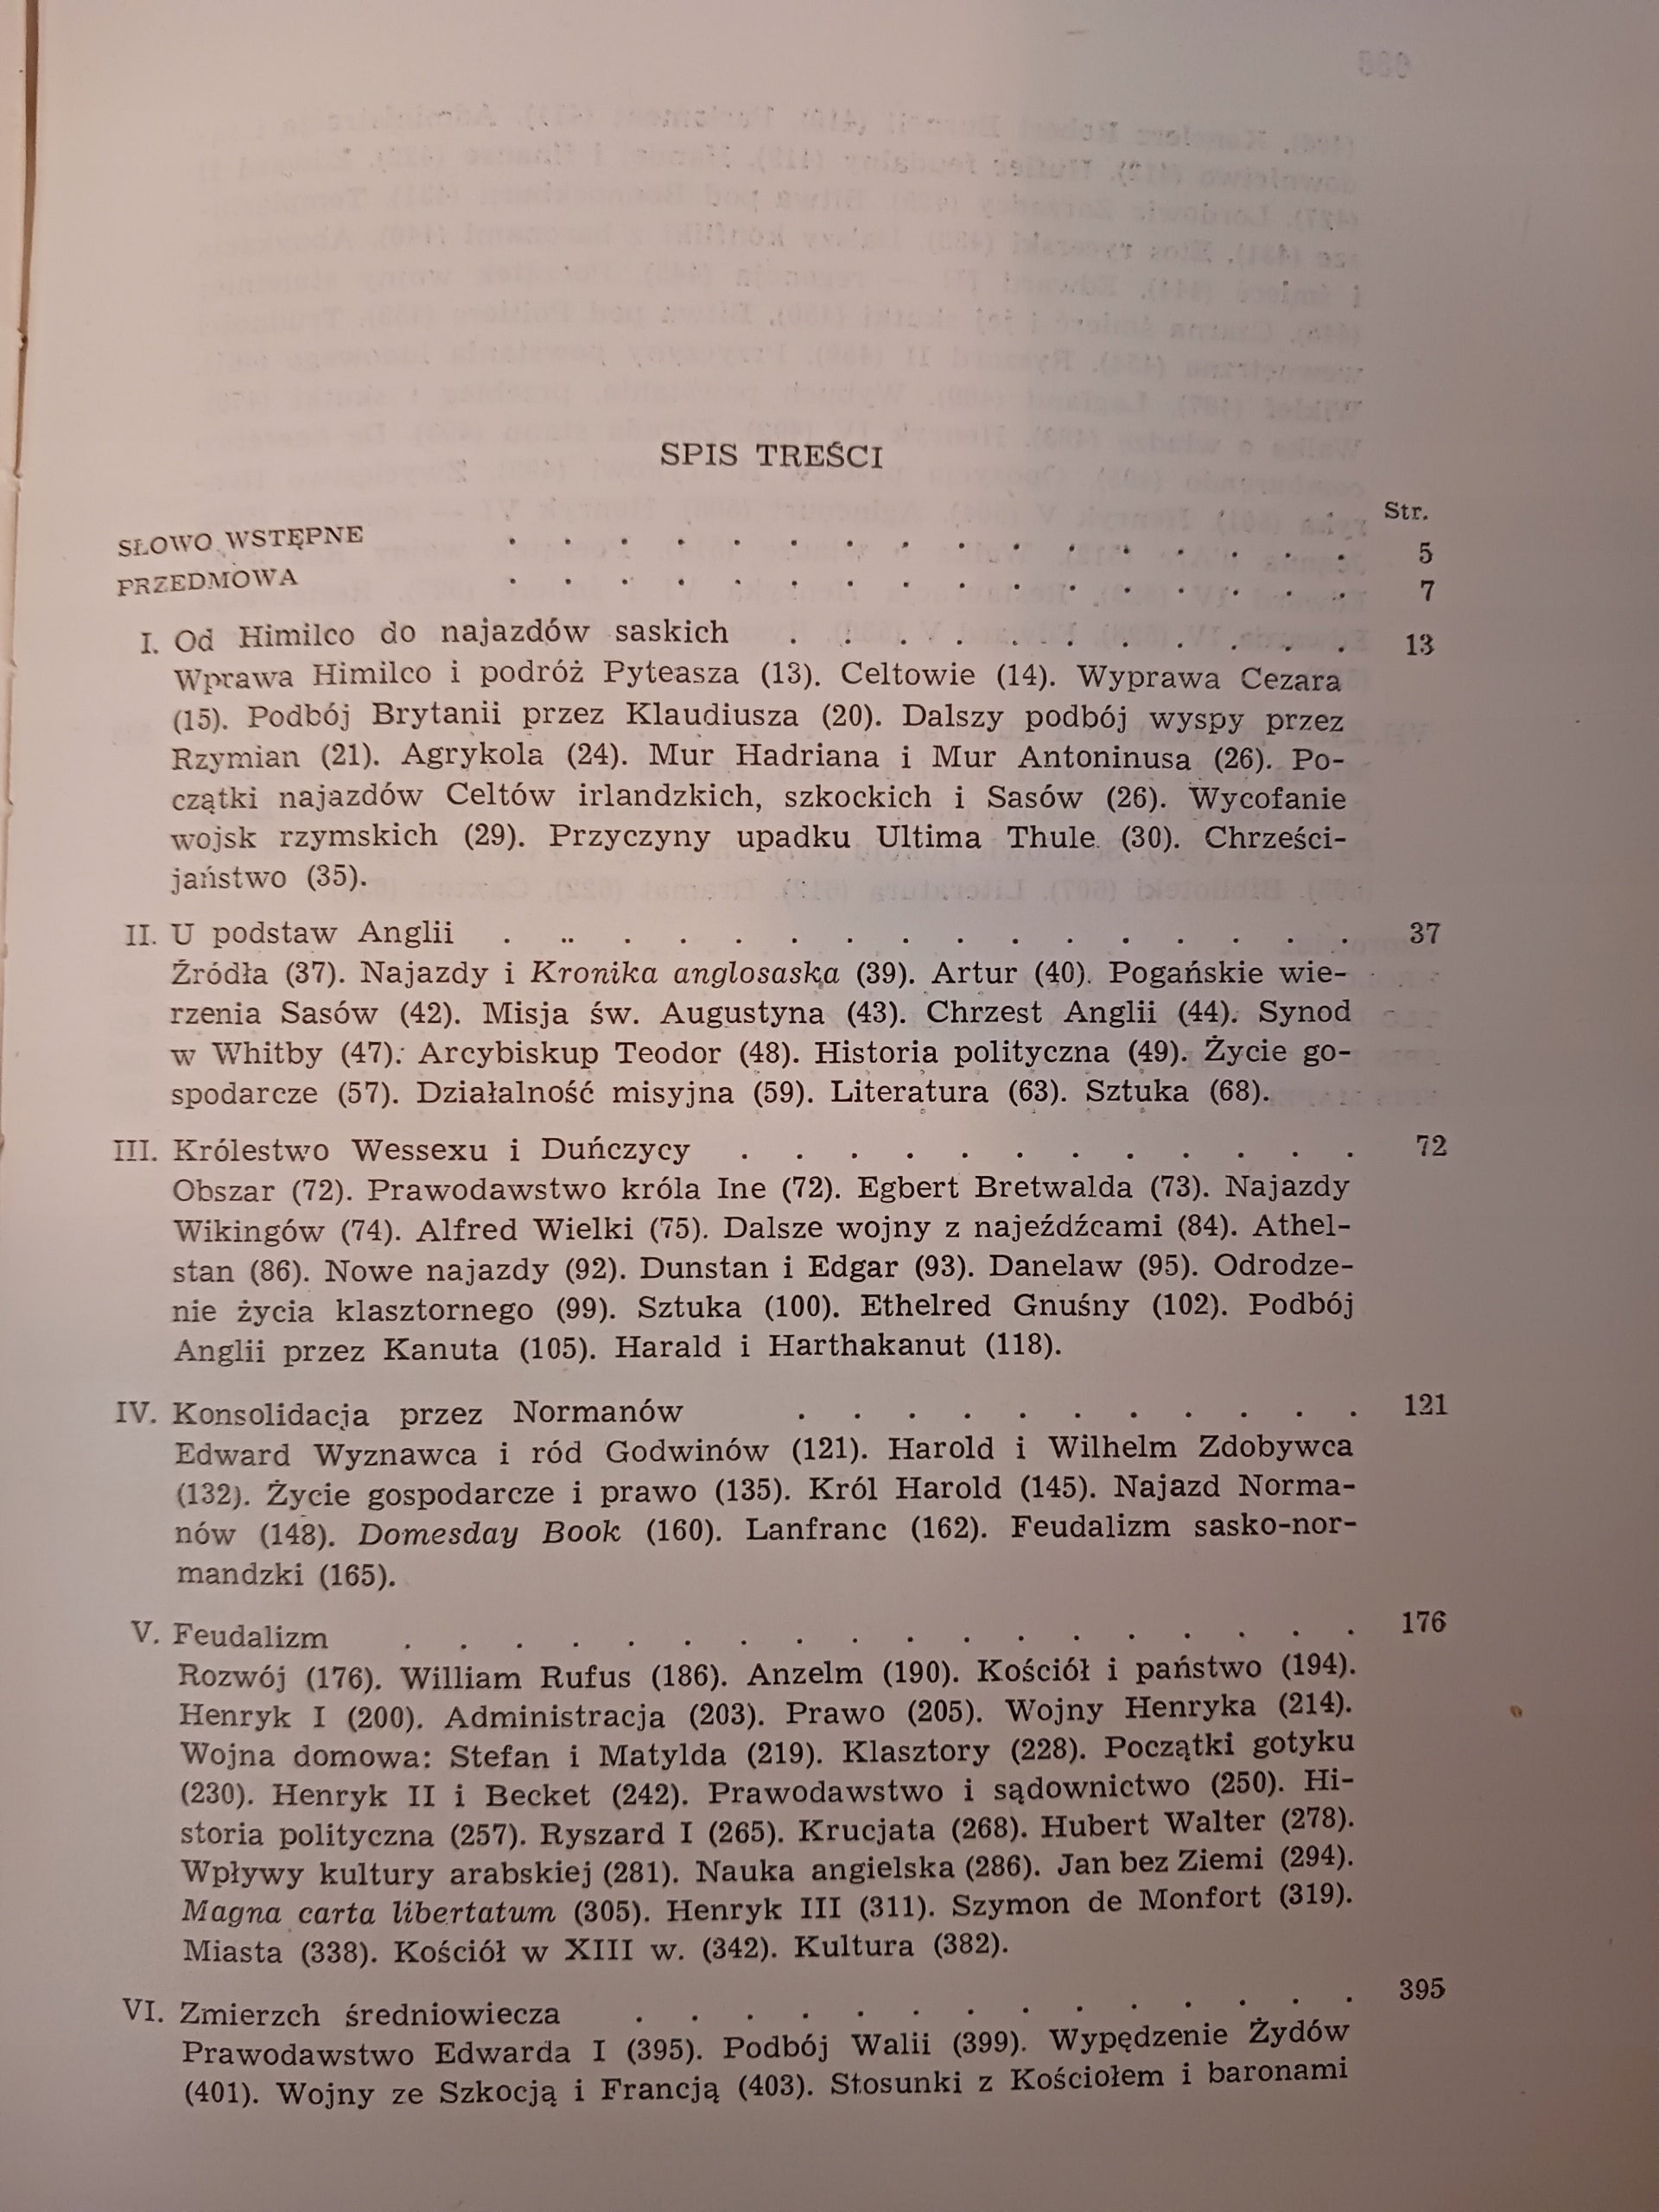 SPIS TREŚCI
Str.
SŁOWO WSTĘPNE . . . . . . . . . . . . . . . . 5
PRZEDMOWA . . . . . . . . . . . . . . . . 7
I. Od Himilco do najazdów saskich . . . . . . . . . . . 13
Wprawa Himilco i podróż Pyteasza (13). Celtowie (14). Wyprawa Cezara
(15). Podbój Brytanii przez Klaudiusza (20). Dalszy podbój wyspy przez
Rzymian (21). Agrykola (24). Mur Hadriana i Mur Antoninusa (26). Po-
czątki najazdów Celtów irlandzkich, szkockich i Sasów (26). Wycofanie
wojsk rzymskich (29). Przyczyny upadku Ultima Thule (30). Chrześci-
jaństwo (35).
II. U podstaw Anglii . . . . . . . . . . . . . . . . 37
Źródła (37). Najazdy i Kronika anglosaska (39). Artur (40). Pogańskie wie-
rzenia Sasów (42). Misja św. Augustyna (43). Chrzest Anglii (44). Synod
w Whitby (47). Arcybiskup Teodor (48). Historia polityczna (49). Życie go-
spodarcze (57). Działalność misyjna (59). Literatura (63). Sztuka (68).
III. Królestwo Wessexu i Duńczycy . . . . . . . . . . . . 72
Obszar (72). Prawodawstwo króla Ine (72). Egbert Bretwalda (73). Najazdy
Wikingów (74). Alfred Wielki (75). Dalsze wojny z najeźdźcami (84). Athel-
stan (86). Nowe najazdy (92). Dunstan i Edgar (93). Danelaw (95). Odrodze-
nie życia klasztornego (99). Sztuka (100). Ethelred Gnuśny (102). Podbój
Anglii przez Kanuta (105). Harald i Harthakanut (118).
IV. Konsolidacja przez Normanów . . . . . . . . . . . 121
Edward Wyznawca i ród Godwinów (121). Harold i Wilhelm Zdobywca
(132). Życie gospodarcze i prawo (135). Król Harold (145). Najazd Norma-
nów (148). Domesday Book (160). Lanfranc (162). Feudalizm sasko-nor-
mandzki (165).
V. Feudalizm . . . . . . . . . . . . . . . . . . 176
Rozwój (176). William Rufus (186). Anzelm (190). Kościół i państwo (194).
Henryk I (200). Administracja (203). Prawo (205). Wojny Henryka (214).
Wojna domowa: Stefan i Matylda (219). Klasztory (228). Początki gotyku
(230). Henryk II i Becket (242). Prawodawstwo i sądownictwo (250). Hi-
storia polityczna (257). Ryszard I (265). Krucjata (268). Hubert Walter (278).
Wpływy kultury arabskiej (281). Nauka angielska (286). Jan bez Ziemi (294).
Magna carta libertatum (305). Henryk III (311). Szymon de Monfort (319).
Miasta (338). Kościół w XIII w. (342). Kultura (382).
VI. Zmierzch średniowiecza . . . . . . . . . . . . . . 395
Prawodawstwo Edwarda I (395). Podbój Walii (399). Wypędzenie Żydów
(401). Wojny ze Szkocją i Francją (403). Stosunki z Kościołem i baronami